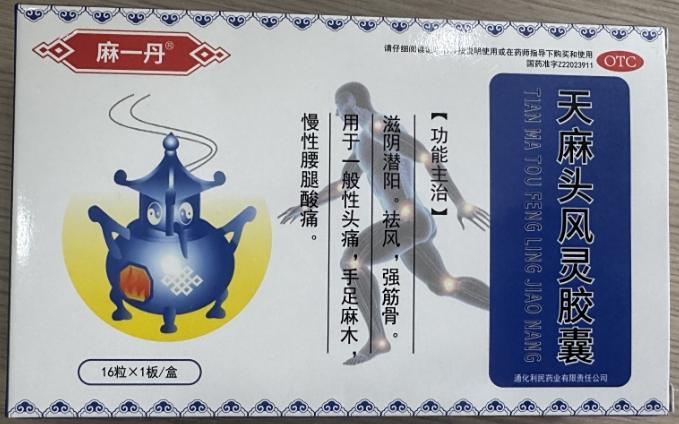 麻一丹®
请仔细阅读说明书并按说明使用或在药师指导下购买和使用
国药准字Z22023911
OTC
天麻头风灵胶囊
TIAN MA TOU FENG LING JIAO NANG
【功能主治】
滋阴潜阳。祛风，强筋骨。
用于一般性头痛，手足麻木，
慢性腰腿酸痛。
16粒×1板/盒
通化利民药业有限责任公司